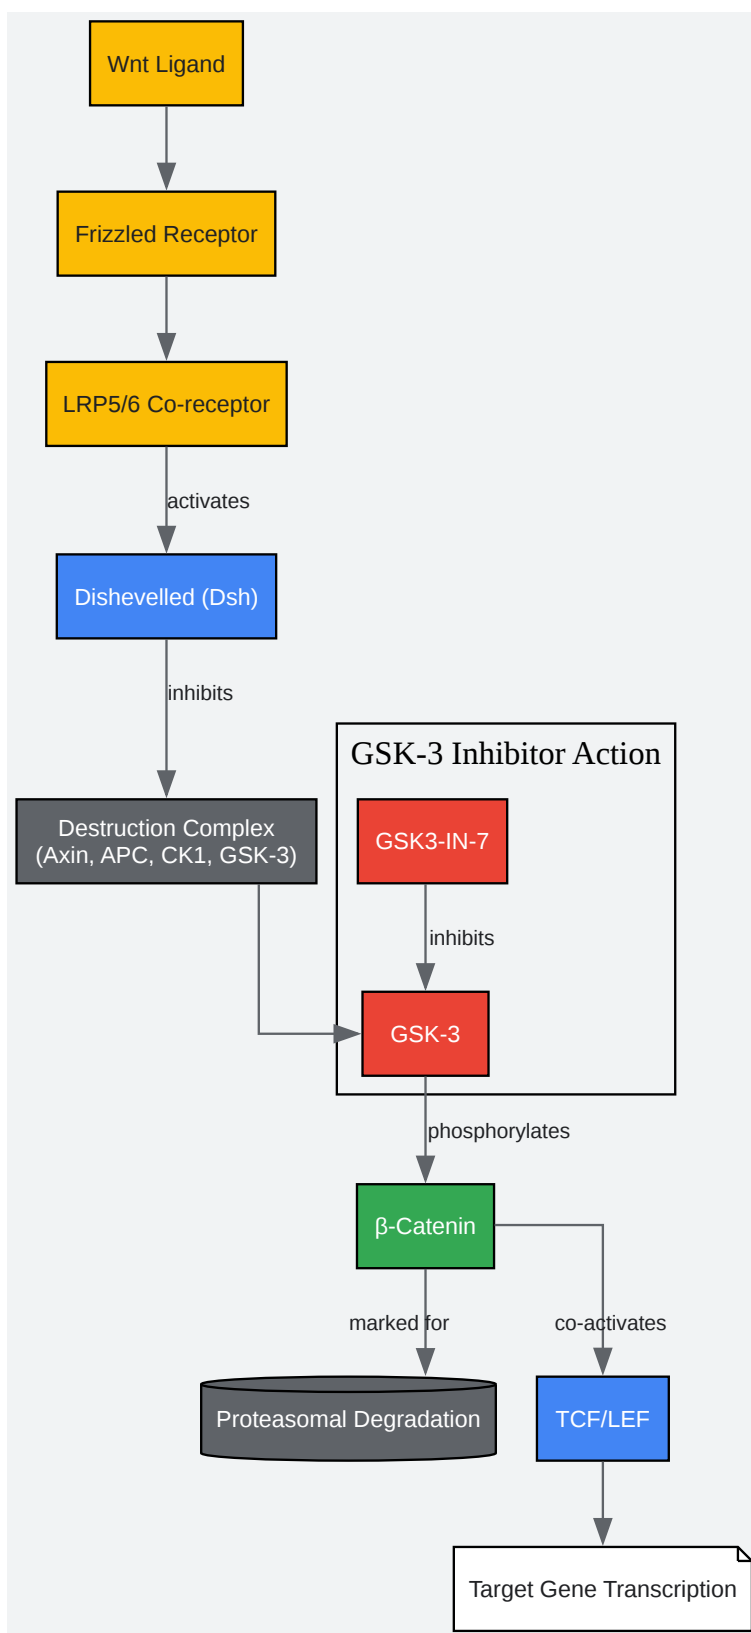 Wnt Ligand
Frizzled Receptor
LRP5/6 Co-receptor
activates
Dishevelled (Dsh)
inhibits
GSK-3 Inhibitor Action
Destruction Complex
(Axin, APC, CK1, GSK-3)
GSK3-IN-7
inhibits
GSK-3
phosphorylates
β-Catenin
marked for
co-activates
Proteasomal Degradation
TCF/LEF
Target Gene Transcription